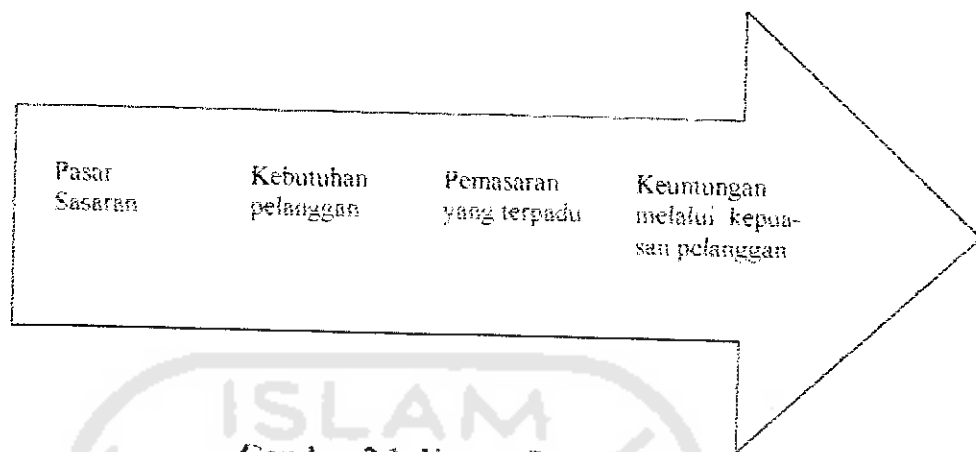 Pasar
Sasaran
Kebutuhan
pelanggan
Pemasaran
yang terpadu
Keuntungan
melalui kepua-
san pelanggan
ISLAM